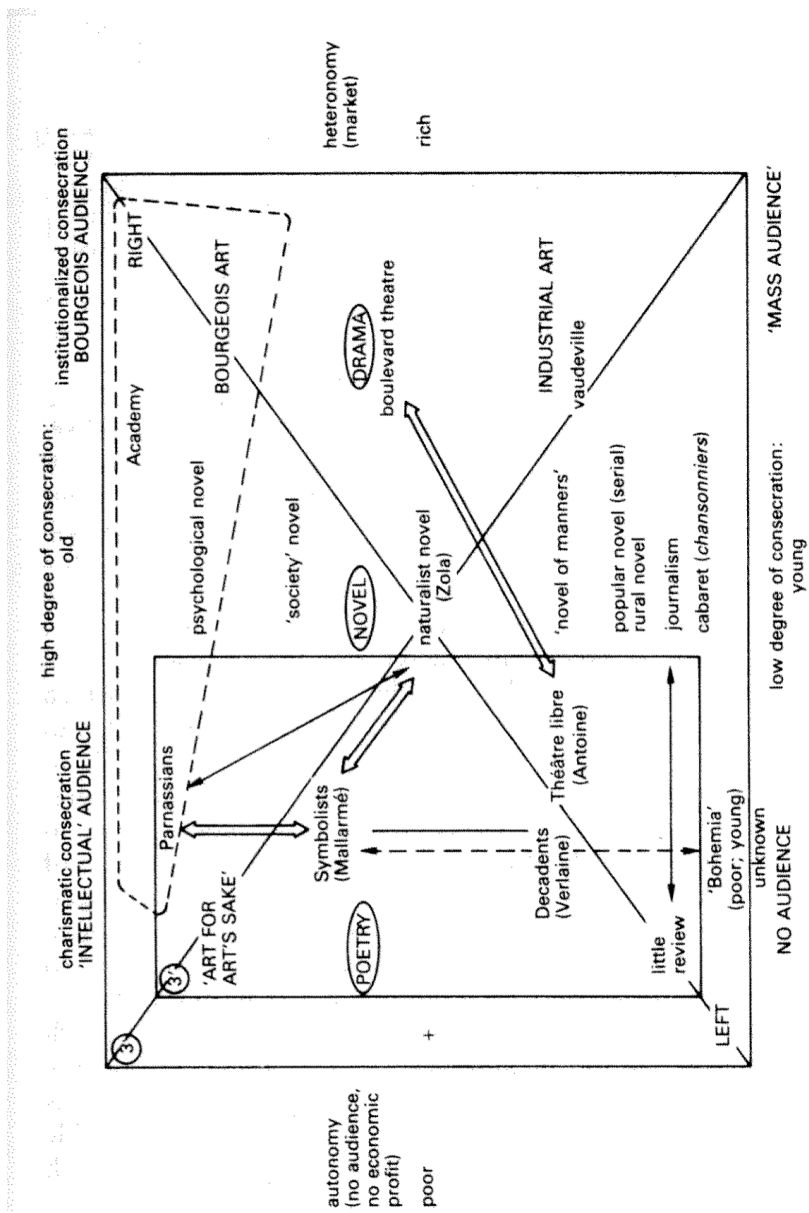 high degree of consecration:
old
charismatic consecration
'INTELLECTUAL' AUDIENCE
institutionalized consecration
BOURGEOIS AUDIENCE
3
3'
Parnassians
Academy
RIGHT
'ART FOR
ART'S SAKE'
psychological novel
BOURGEOIS ART
'society' novel
autonomy
(no audience,
no economic
profit)
poor
POETRY
Symbolists
(Mallarmé)
NOVEL
DRAMA
boulevard theatre
heteronomy
(market)
rich
+
naturalist novel
(Zola)
Decadents
(Verlaine)
Théâtre libre
(Antoine)
'novel of manners'
INDUSTRIAL ART
vaudeville
popular novel (serial)
rural novel
little
review
journalism
cabaret (chansonniers)
LEFT
'Bohemia'
(poor; young)
unknown
NO AUDIENCE
low degree of consecration:
young
'MASS AUDIENCE'